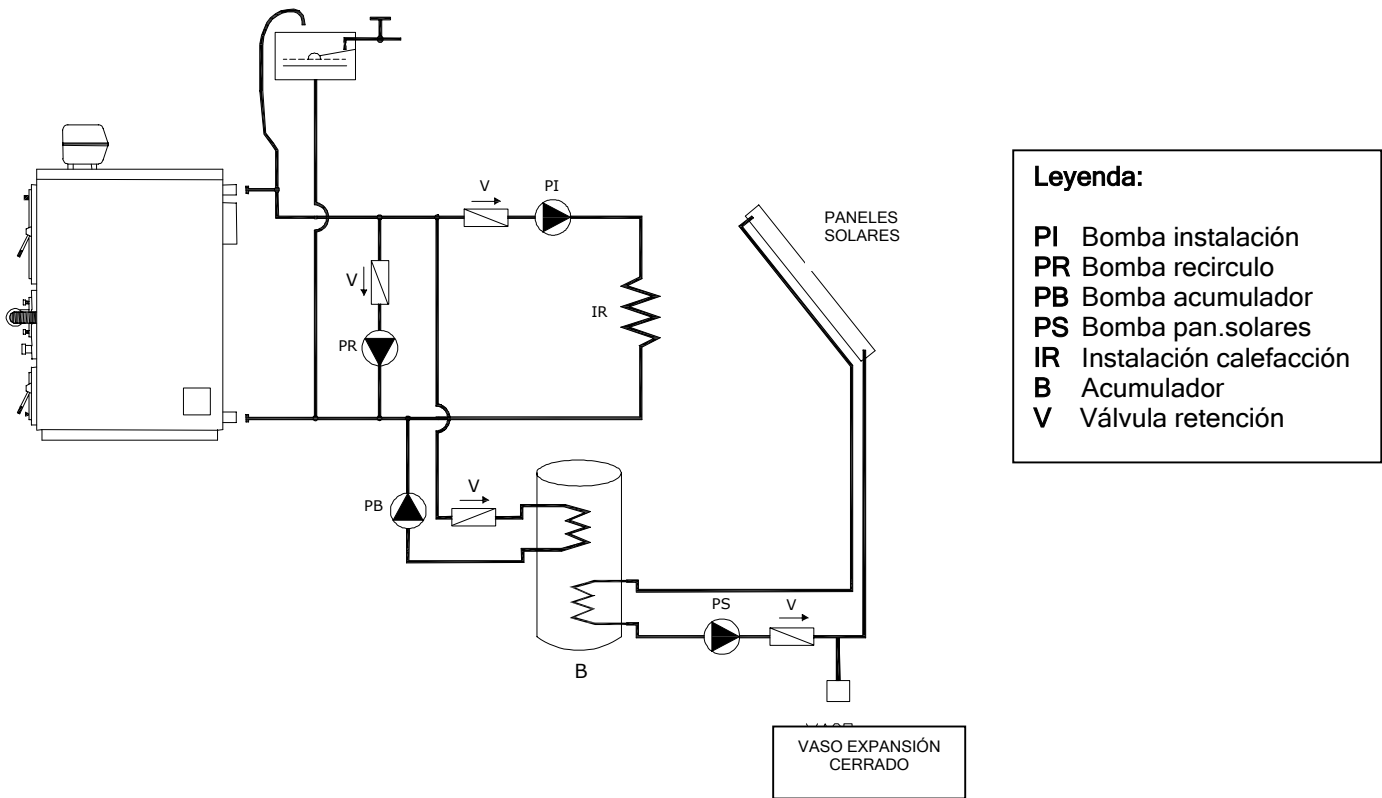 V
PI
V
PR
IR
PANELES
SOLARES
PB
V
PS
V
B
VASO EXPANSIÓN
CERRADO
Leyenda:
PI Bomba instalación
PR Bomba recirculo
PB Bomba acumulador
PS Bomba pan.solares
IR Instalación calefacción
B Acumulador
V Válvula retención